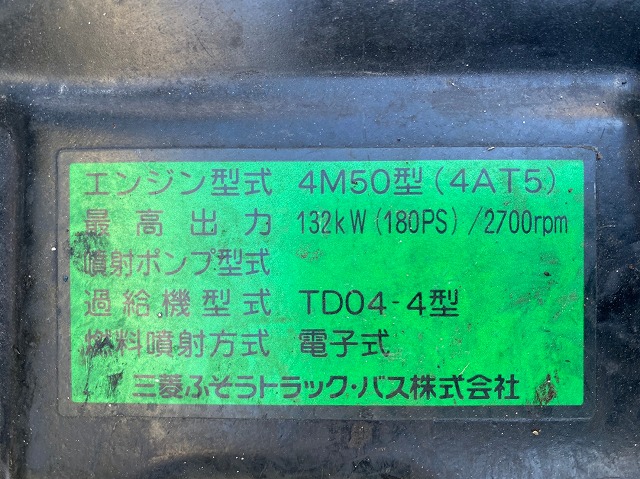 エンジン型式 4M50型(4AT5)
最高出力 132kW(180PS)/2700rpm
噴射ポンプ型式
過給機型式 TD04-4型
燃料噴射方式 電子式
三菱ふそうトラック・バス株式会社